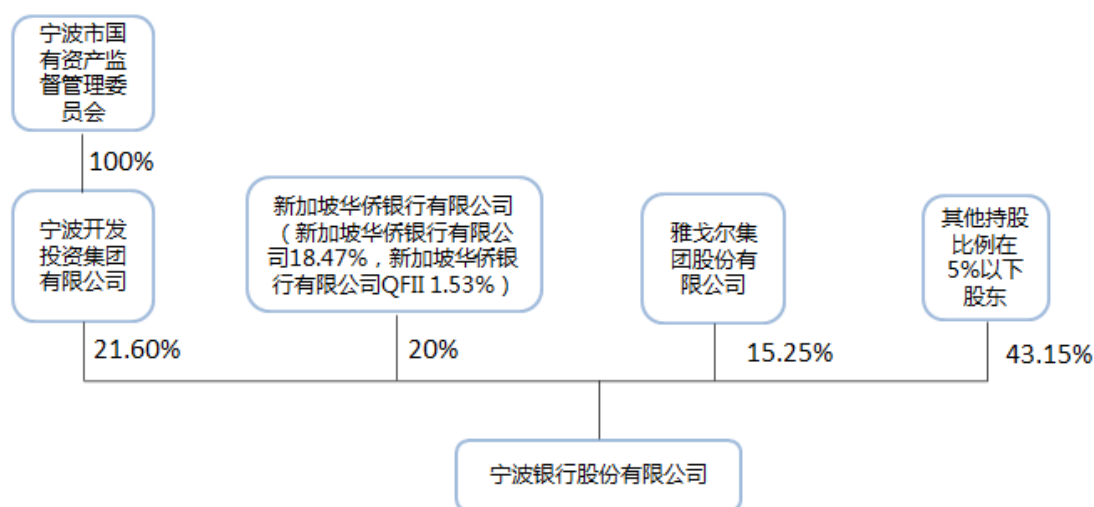 宁波市国
有资产监
督管理委
员会
100%
宁波开发
投资集团
有限公司
新加坡华侨银行有限公司
（新加坡华侨银行有限公
司18.47%，新加坡华侨银
行有限公司QFII 1.53%）
雅戈尔集
团股份有
限公司
其他持股
比例在
5%以下
股东
21.60%
20%
15.25%
43.15%
宁波银行股份有限公司